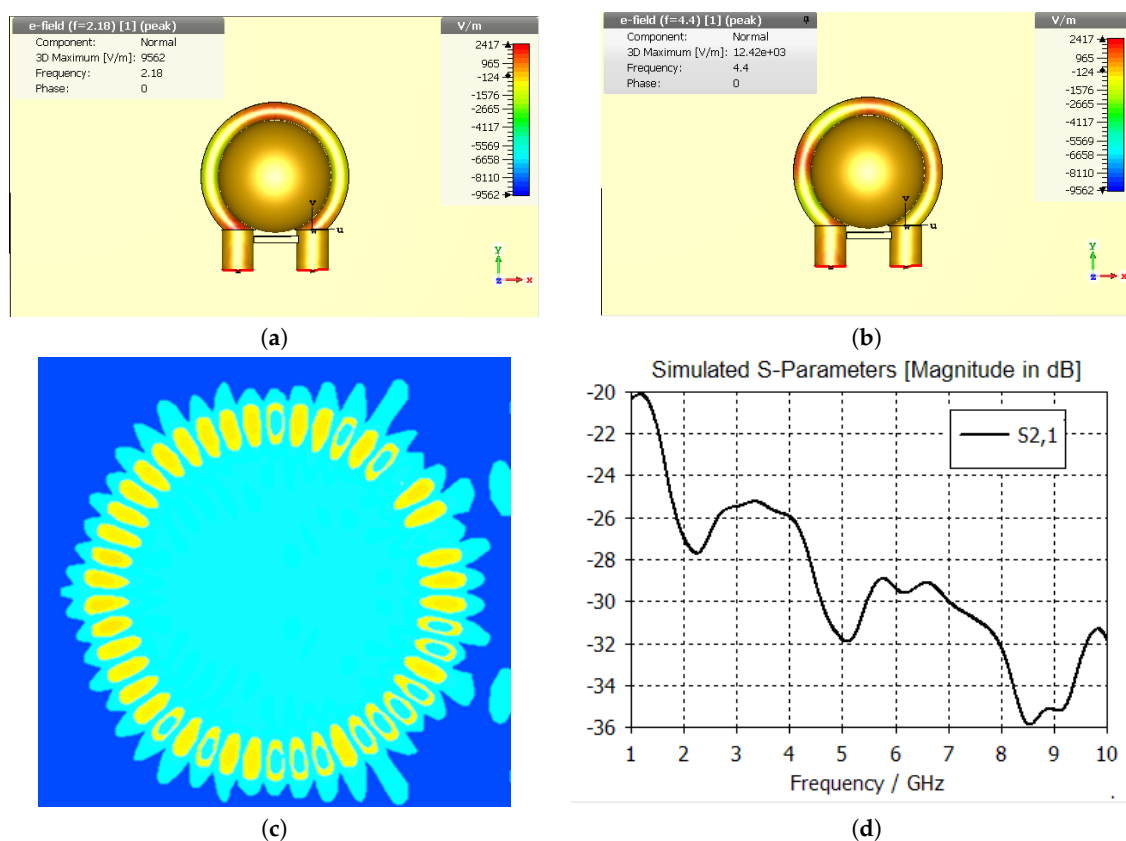 e-field (f=2.18) [1] (peak)
Component: Normal
3D Maximum [V/m]: 9562
Frequency: 2.18
Phase: 0
V/m
2417
965
-124
-1576
-2665
-4117
-5569
-6658
-8110
-9562
v
u
y
z
x
(a)
e-field (f=4.4) [1] (peak)
Component: Normal
3D Maximum [V/m]: 12.42e+03
Frequency: 4.4
Phase: 0
V/m
2417
965
-124
-1576
-2665
-4117
-5569
-6658
-8110
-9562
v
u
y
z
x
(b)
(c)
Simulated S-Parameters [Magnitude in dB]
S2,1
-20
-22
-24
-26
-28
-30
-32
-34
-36
1 2 3 4 5 6 7 8 9 10
Frequency / GHz
(d)